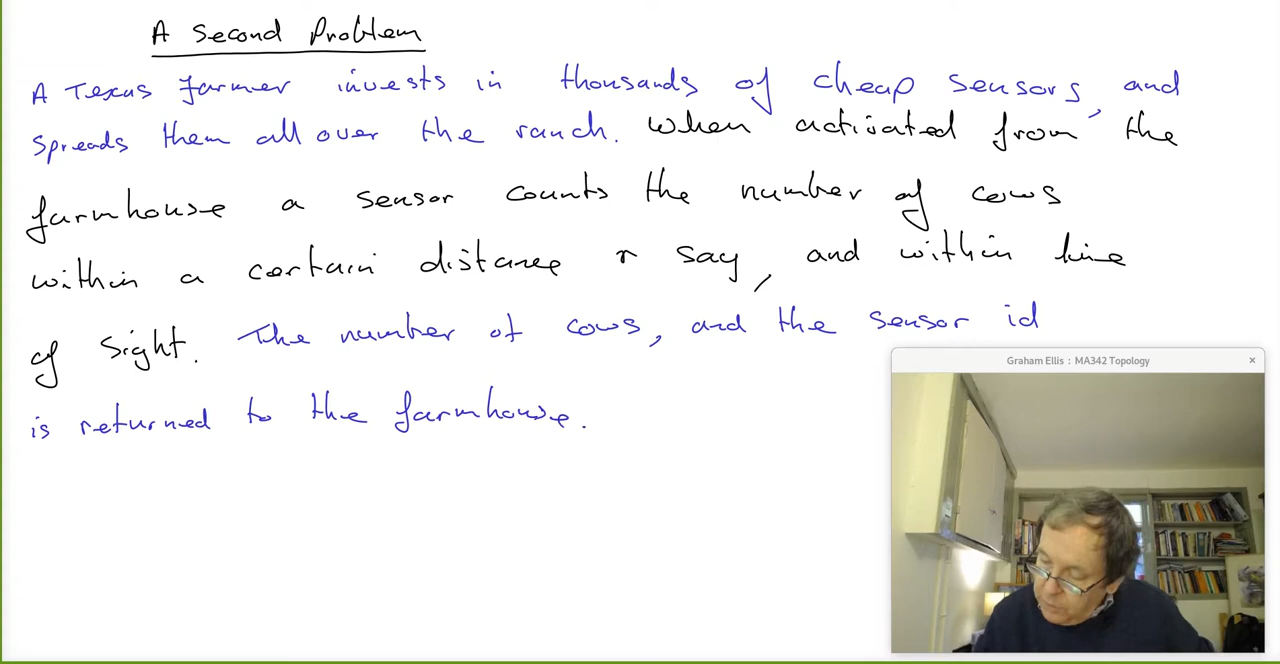 A Second Problem
A Texas farmer invests in thousands of cheap sensors, and
spreads them all over the ranch. When activated from the
farmhouse a sensor counts the number of cows
within a certain distance r say, and within line
of sight. The number of cows, and the sensor id
is returned to the farmhouse.
Graham Ellis : MA342 Topology